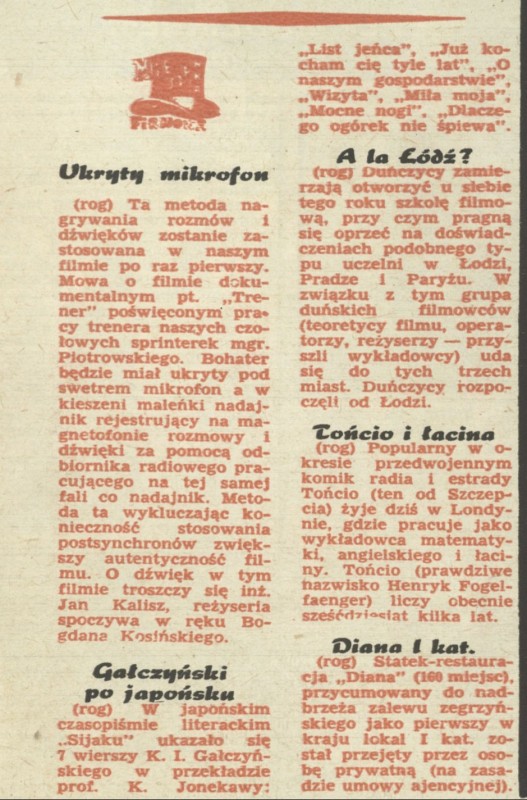 Ukryty mikrofon
(rog) Ta metoda na-
grywania rozmów i
dźwięków zostanie za-
stosowana w naszym
filmie po raz pierwszy.
Mowa o filmie doku-
mentalnym pt. „Tre-
ner” poświęconym pra-
cy trenera naszych czo-
łowych sprinterek mgr.
Piotrowskiego. Bohater
będzie miał ukryty pod
swetrem mikrofon a w
kieszeni maleńki nadaj-
nik rejestrujący na ma-
gnetofonie rozmowy i
dźwięki za pomocą od-
biornika radiowego pra-
cującego na tej samej
fali co nadajnik. Meto-
da ta wykluczając ko-
nieczność stosowania
postsynchronów zwięk-
szy autentyczność fil-
mu. O dźwięk w tym
filmie troszczy się inż.
Jan Kalisz, reżyseria
spoczywa w ręku Bo-
gdana Kosińskiego.
Gałczyński
po japońsku
(rog) W japońskim
czasopiśmie literackim
„Sijaku” ukazało się
7 wierszy K. I. Gałczyń-
skiego w przekładzie
prof. K. Jonekawy:
„List jeńca”, „Już ko-
cham cię tyle lat”, „O
naszym gospodarstwie”,
„Wizyta”, „Miła moja”,
„Mocne nogi”, „Dlacze-
go ogórek nie śpiewa”.
A la Łódź?
(rog) Duńczycy zamie-
rzają otworzyć u siebie
tego roku szkołę filmo-
wą, przy czym pragną
się oprzeć na doświad-
czeniach podobnego ty-
pu uczelni w Łodzi,
Pradze i Paryżu. W
związku z tym grupa
duńskich filmowców
(teoretycy filmu, opera-
torzy, reżyserzy — przy-
szli wykładowcy) uda
się do tych trzech
miast. Duńczycy rozpo-
częli od Łodzi.
Tońcio i łacina
(rog) Popularny w o-
kresie przedwojennym
komik radia i estrady
Tońcio (ten od Szczep-
cia) żyje dziś w Londy-
nie, gdzie pracuje jako
wykładowca matematy-
ki, angielskiego i łaci-
ny. Tońcio (prawdziwe
nazwisko Henryk Fogel-
faenger) liczy obecnie
sześćdziesiąt kilka lat.
Diana I kat.
(rog) Statek-restaura-
cja „Diana” (160 miejsc),
przycumowany do nad-
brzeża zalewu zegrzyń-
skiego jako pierwszy w
kraju lokal I kat. zo-
stał przejęty przez oso-
bę prywatną (na zasa-
dzie umowy ajencyjnej).